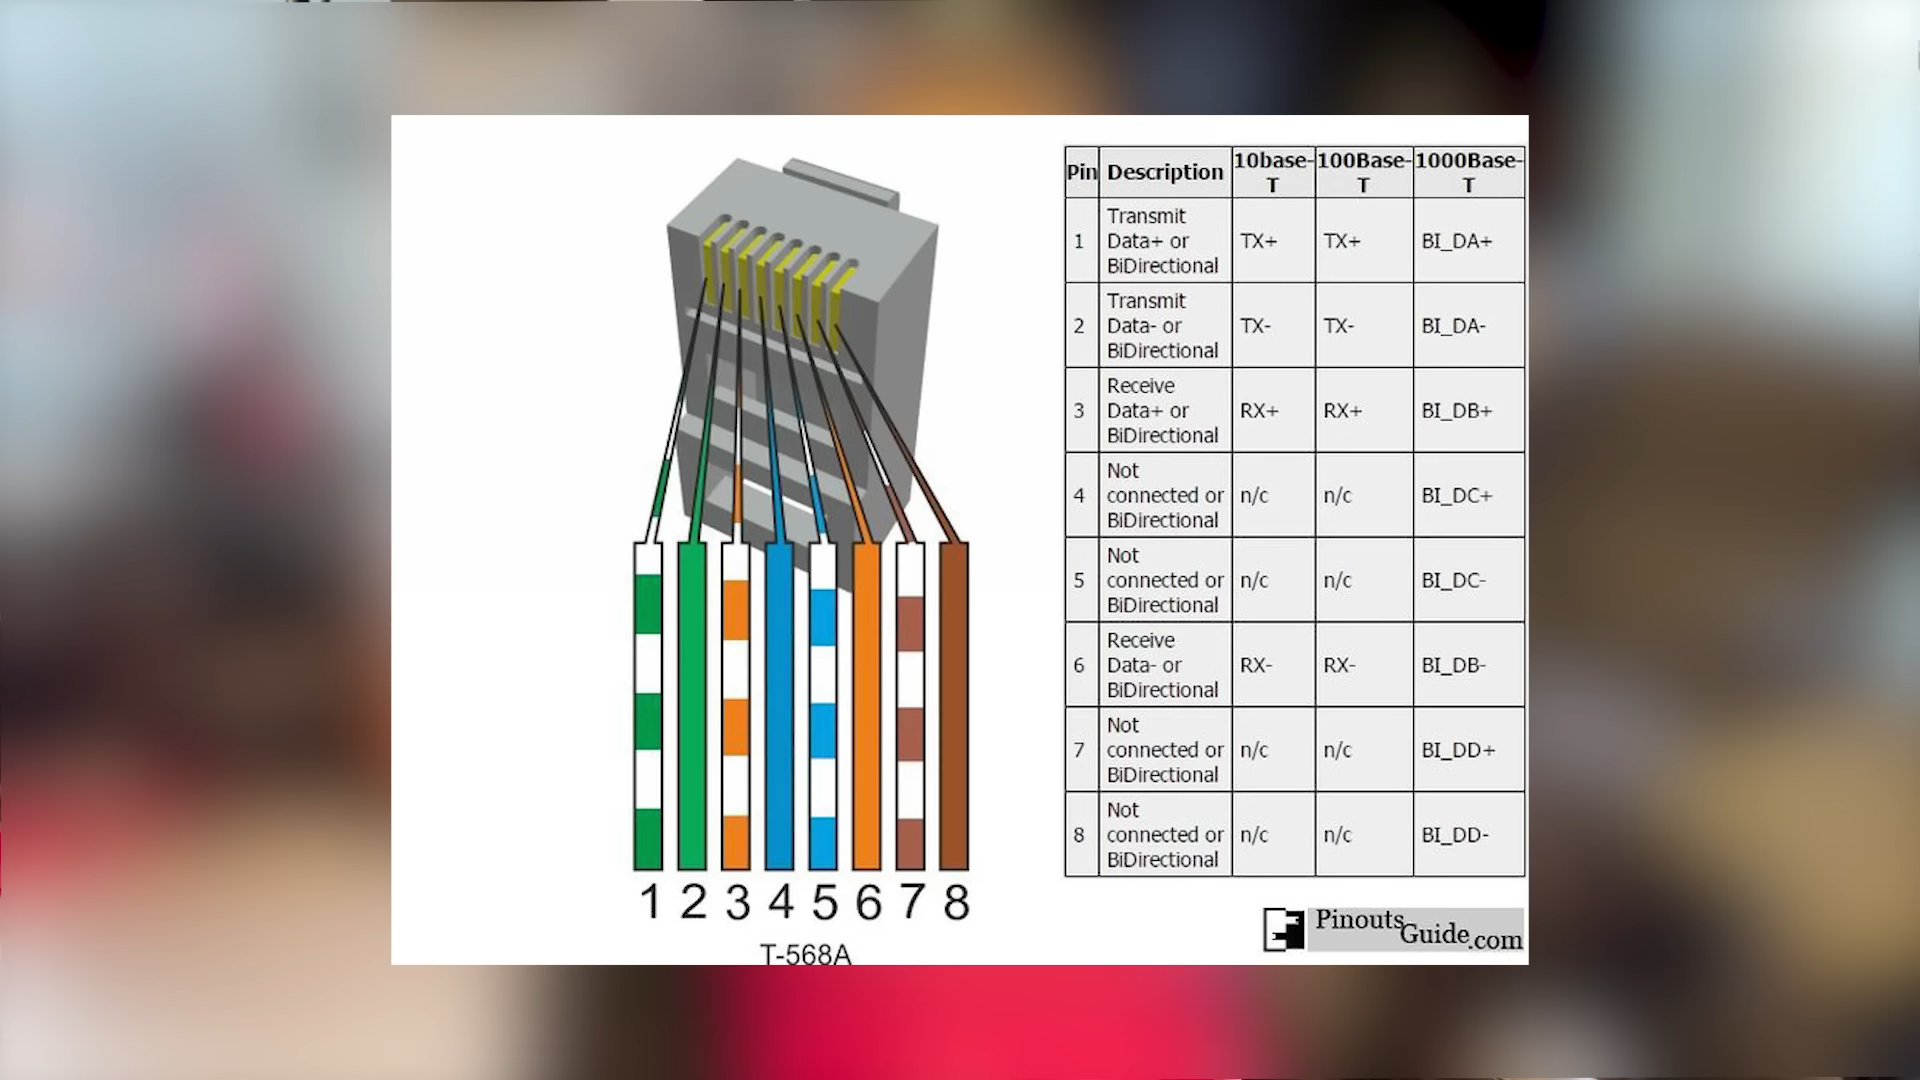 Pin Description 10base-T 100Base-T 1000Base-T
1 Transmit Data+ or BiDirectional TX+ TX+ BI_DA+
2 Transmit Data- or BiDirectional TX- TX- BI_DA-
3 Receive Data+ or BiDirectional RX+ RX+ BI_DB+
4 Not connected or BiDirectional n/c n/c BI_DC+
5 Not connected or BiDirectional n/c n/c BI_DC-
6 Receive Data- or BiDirectional RX- RX- BI_DB-
7 Not connected or BiDirectional n/c n/c BI_DD+
8 Not connected or BiDirectional n/c n/c BI_DD-
1 2 3 4 5 6 7 8
T-568A
PinoutsGuide.com